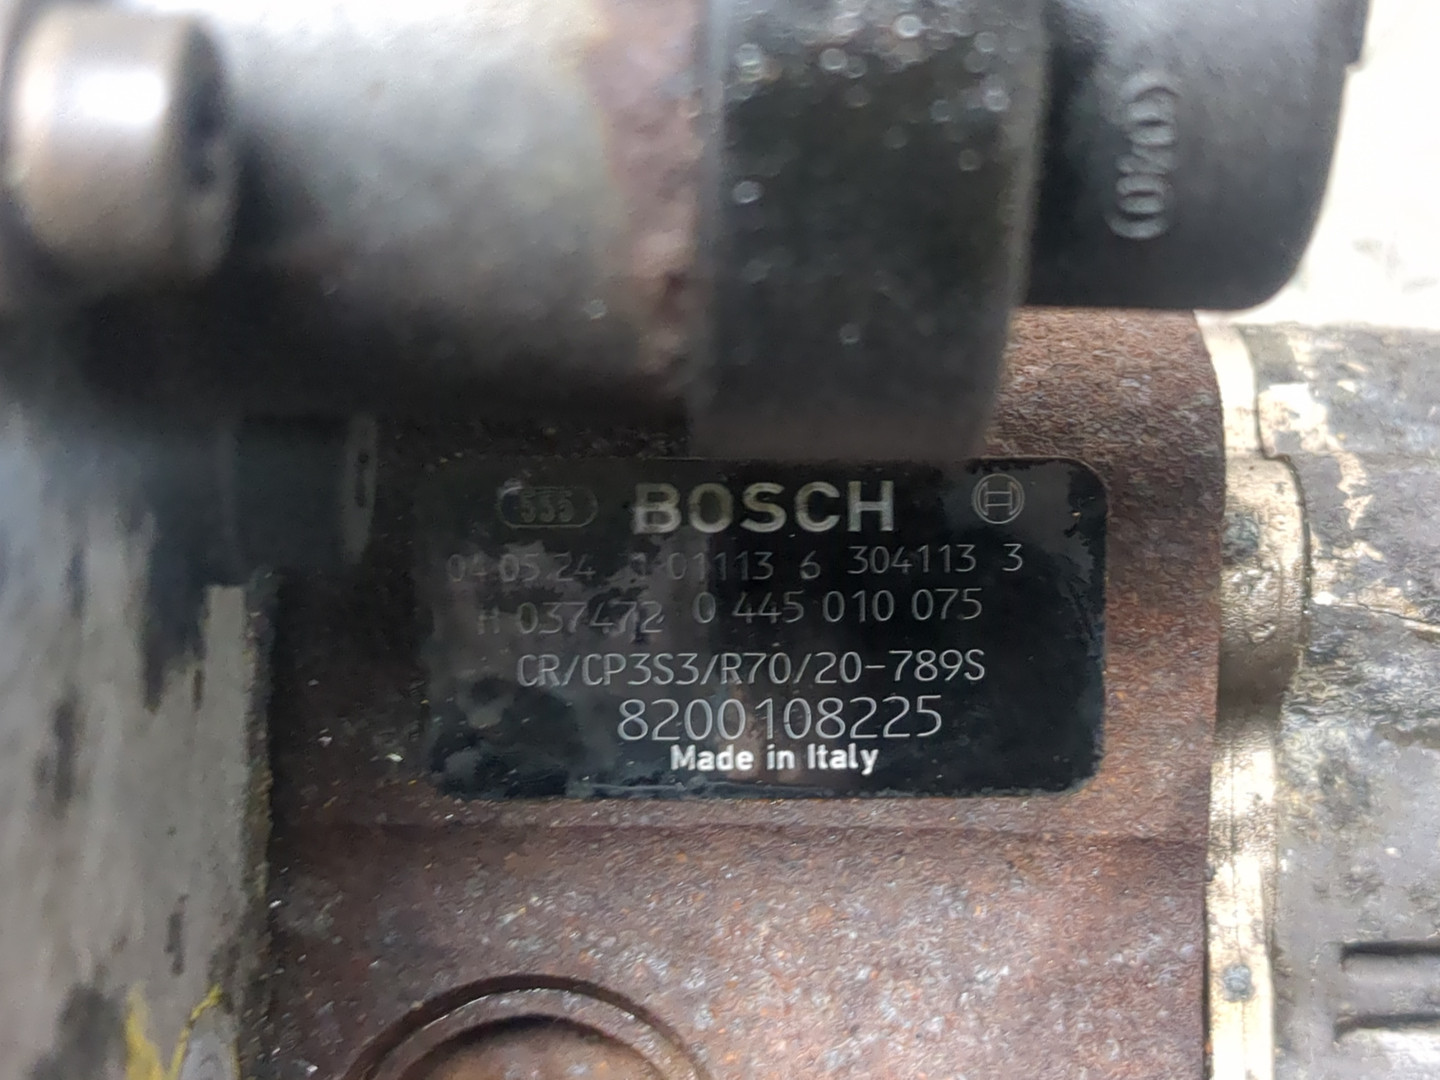 535 BOSCH
04.05.24 01113 6 304113 3
H 037472 0 445 010 075
CR/CP3S3/R70/20-789S
8200108225
Made in Italy